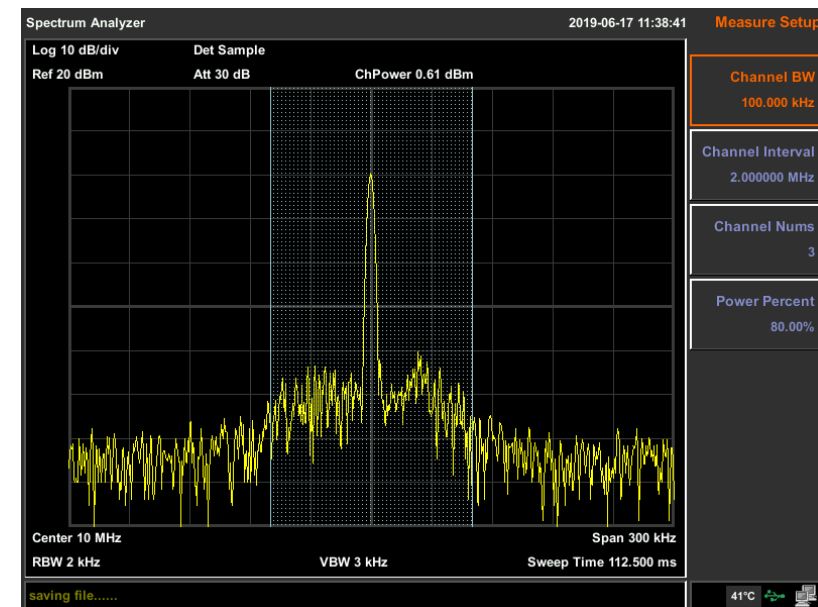 Spectrum Analyzer 2019-06-17 11:38:41 Measure Setup
Log 10 dB/div Det Sample
Ref 20 dBm Att 30 dB ChPower 0.61 dBm
Channel BW
100.000 kHz
Channel Interval
2.000000 MHz
Channel Nums
3
Power Percent
80.00%
Center 10 MHz Span 300 kHz
RBW 2 kHz VBW 3 kHz Sweep Time 112.500 ms
saving file...... 41°C